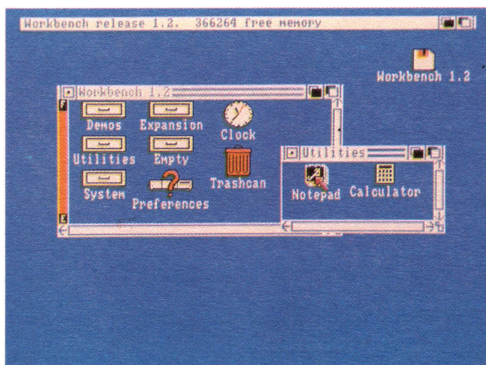 Workbench release 1.2. 366264 free memory
Workbench 1.2
Workbench 1.2
Demos Expansion Clock
Utilities Empty Trashcan
System Preferences
Utilities
Notepad Calculator
F
E